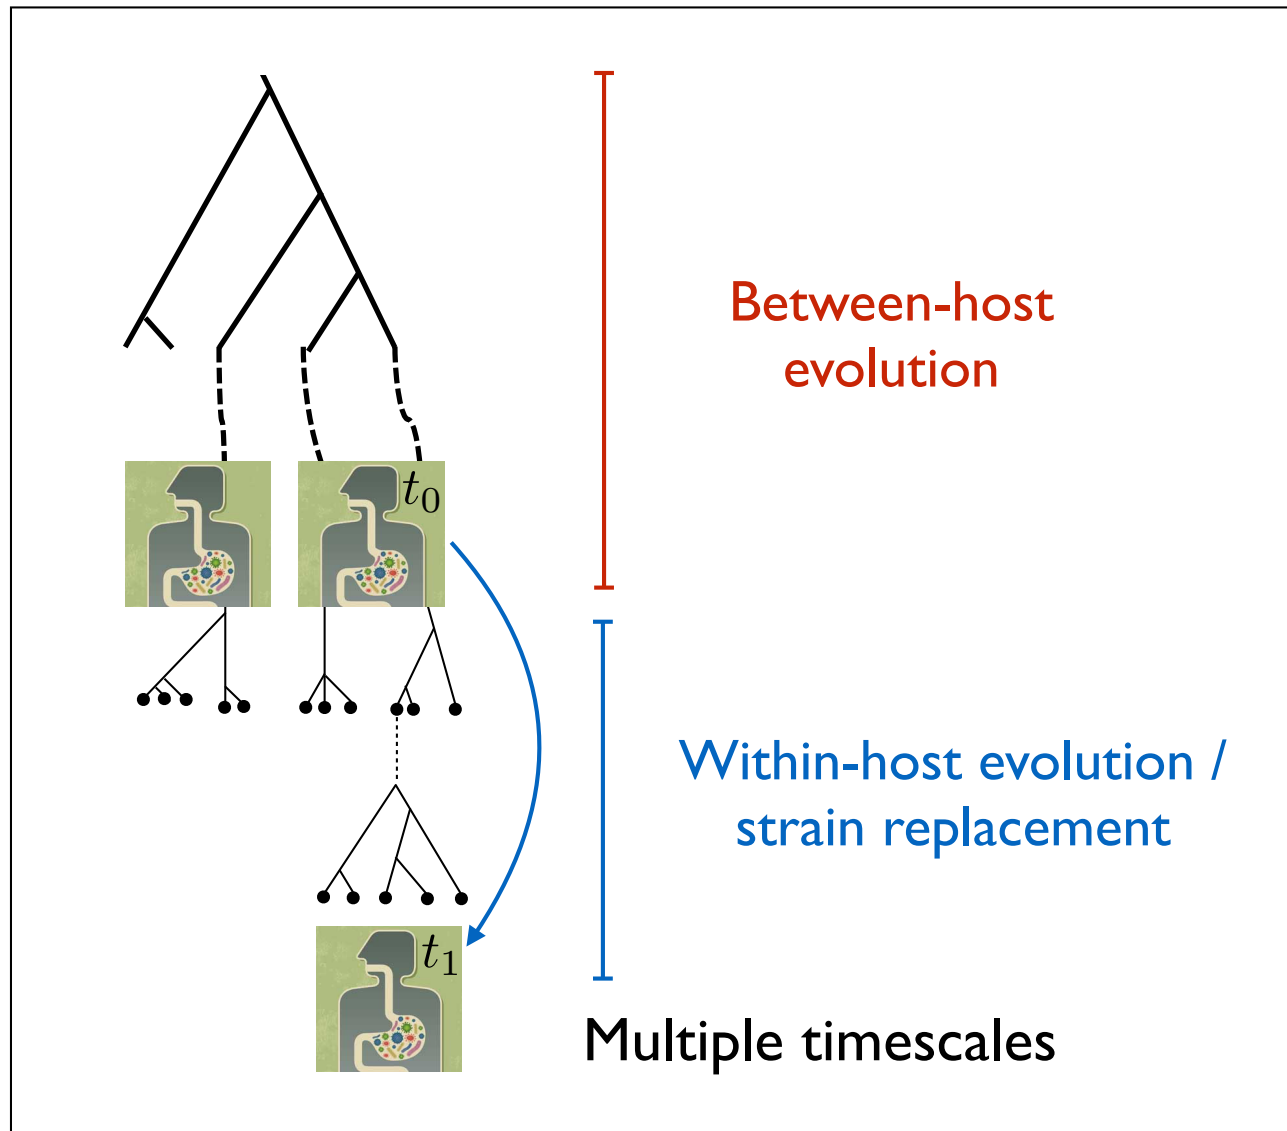 Between-host
evolution
t₀
Within-host evolution /
strain replacement
t₁
Multiple timescales